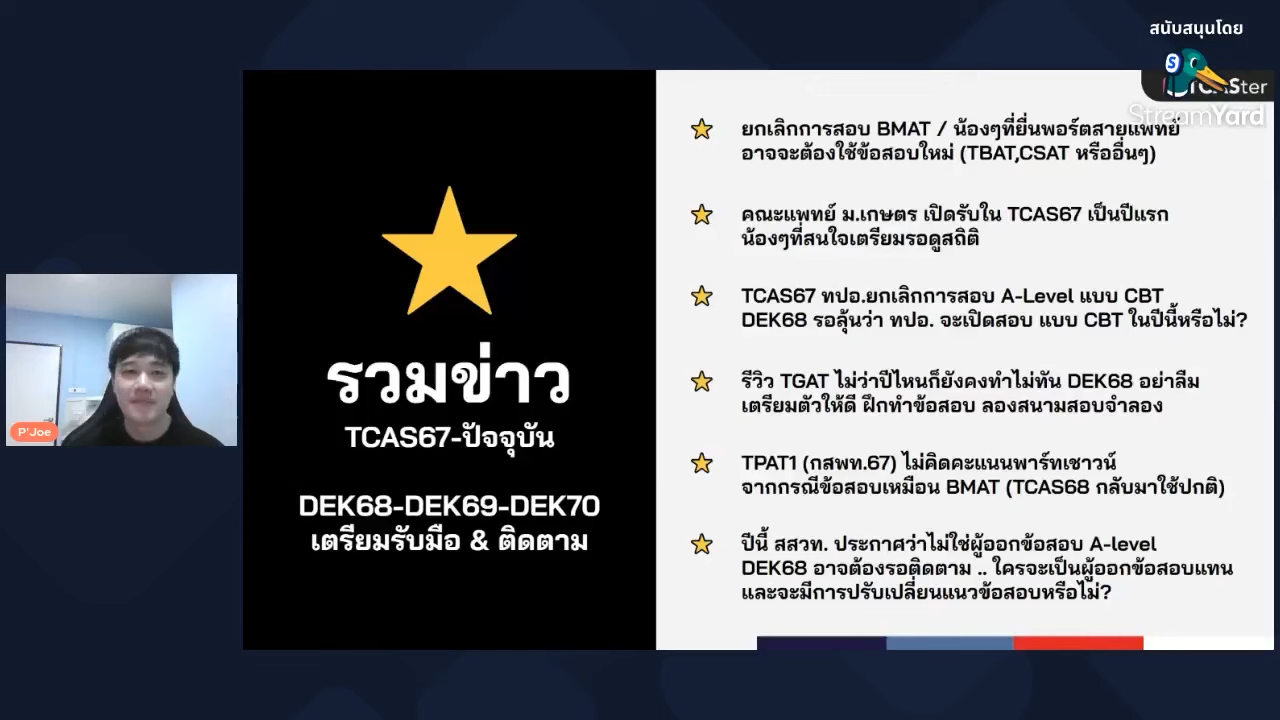 สนับสนุนโดย
TCASter
StreamYard
P'Joe
รวมข่าว
TCAS67-ปัจจุบัน
DEK68-DEK69-DEK70
เตรียมรับมือ & ติดตาม
ยกเลิกการสอบ BMAT / น้องๆที่ยื่นพอร์ตสายแพทย์
อาจจะต้องใช้ข้อสอบใหม่ (TBAT,CSAT หรืออื่นๆ)
คณะแพทย์ ม.เกษตร เปิดรับใน TCAS67 เป็นปีแรก
น้องๆที่สนใจเตรียมรอดูสถิติ
TCAS67 ทปอ.ยกเลิกการสอบ A-Level แบบ CBT
DEK68 รอลุ้นว่า ทปอ. จะเปิดสอบ แบบ CBT ในปีนี้หรือไม่?
รีวิว TGAT ไม่ว่าปีไหนก็ยังคงทำไม่ทัน DEK68 อย่าลืม
เตรียมตัวให้ดี ฝึกทำข้อสอบ ลองสนามสอบจำลอง
TPAT1 (กสพท.67) ไม่คิดคะแนนพาร์ทเชาวน์
จากกรณีข้อสอบเหมือน BMAT (TCAS68 กลับมาใช้ปกติ)
ปีนี้ สสวท. ประกาศว่าไม่ใช่ผู้ออกข้อสอบ A-level
DEK68 อาจต้องรอติดตาม .. ใครจะเป็นผู้ออกข้อสอบแทน
และจะมีการปรับเปลี่ยนแนวข้อสอบหรือไม่?